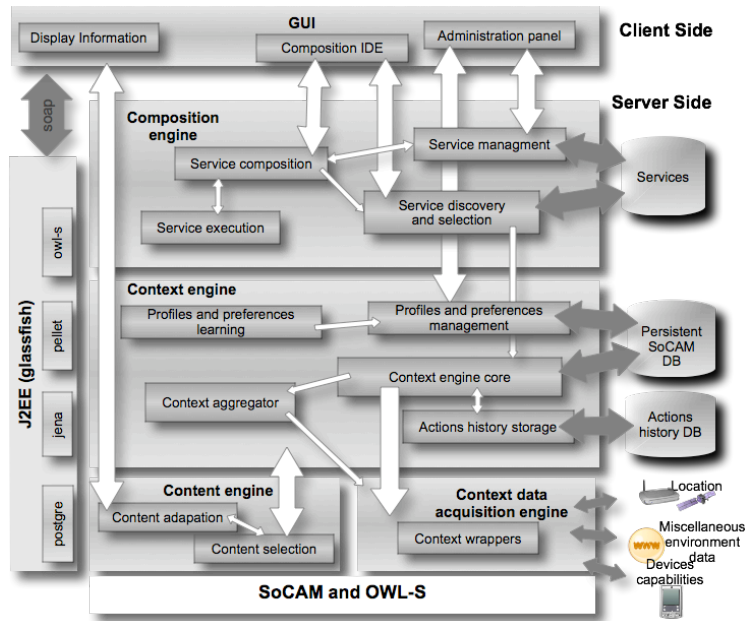 GUI
Client Side
Display Information
Composition IDE
Administration panel
soap
Server Side
Composition
engine
Service managment
Service composition
Services
Service discovery
and selection
Service execution
J2EE (glassfish)
owl-s
pellet
jena
postgre
Context engine
Profiles and preferences
learning
Profiles and preferences
management
Persistent
SoCAM
DB
Context engine core
Context aggregator
Actions history storage
Actions
history DB
Content engine
Content adapation
Content selection
Context data
acquisition engine
Context wrappers
Location
www
Miscellaneous
environment
data
Devices
capabilities
SoCAM and OWL-S